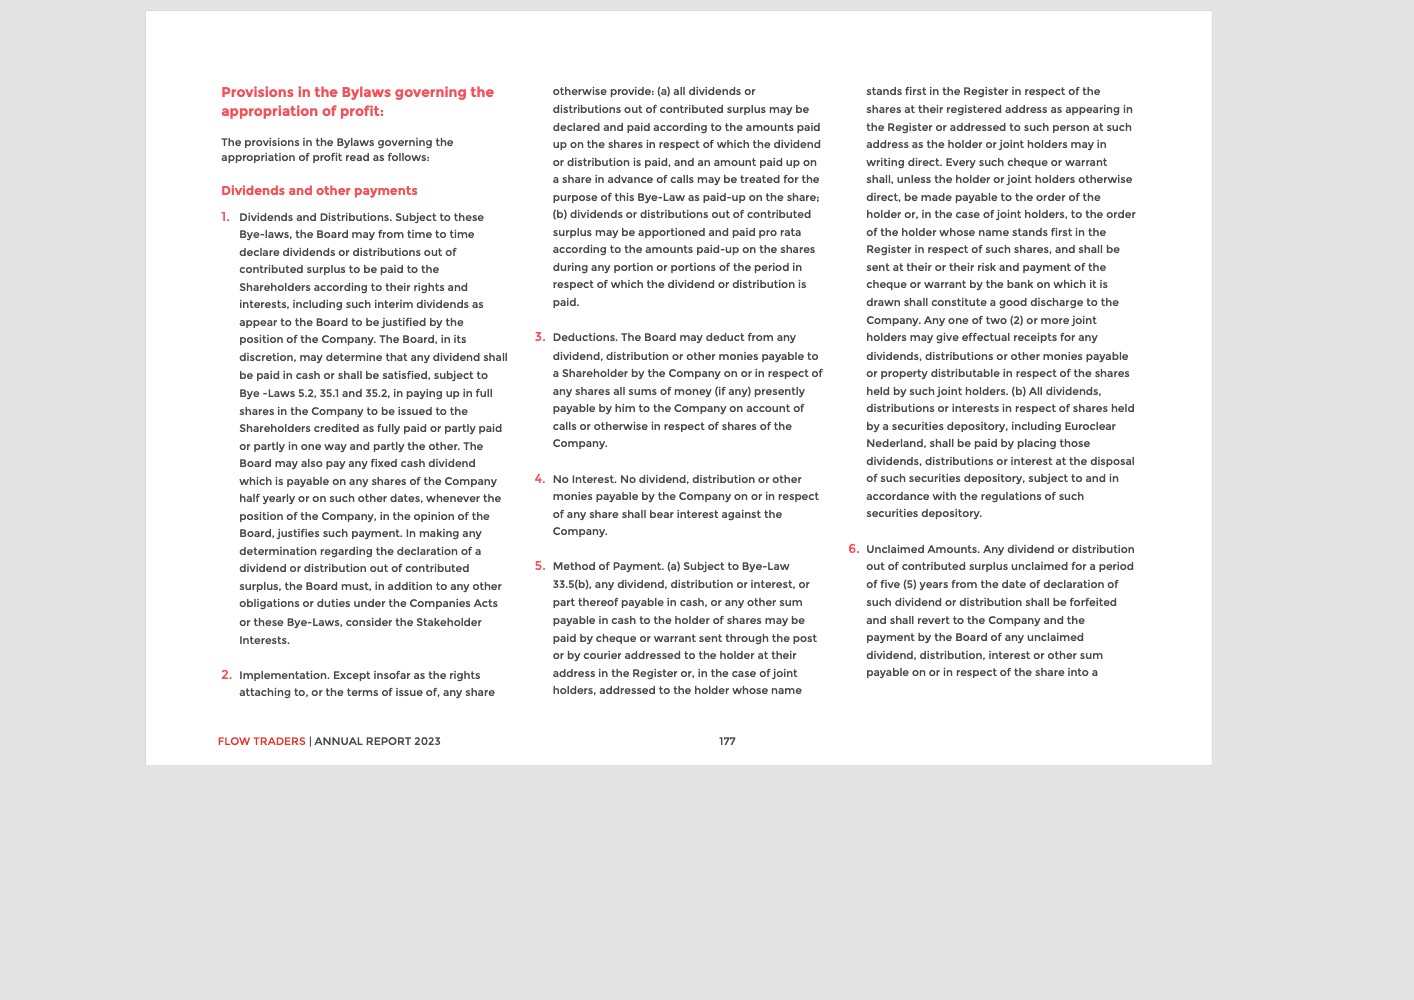 Provisions in the Bylaws governing the
appropriation of profit:
The provisions in the Bylaws governing the
appropriation of profit read as follows:
Dividends and other payments
1. Dividends and Distributions. Subject to these
Bye-laws, the Board may from time to time
declare dividends or distributions out of
contributed surplus to be paid to the
Shareholders according to their rights and
interests, including such interim dividends as
appear to the Board to be justified by the
position of the Company. The Board, in its
discretion, may determine that any dividend shall
be paid in cash or shall be satisfied, subject to
Bye -Laws 5.2, 35.1 and 35.2, in paying up in full
shares in the Company to be issued to the
Shareholders credited as fully paid or partly paid
or partly in one way and partly the other. The
Board may also pay any fixed cash dividend
which is payable on any shares of the Company
half yearly or on such other dates, whenever the
position of the Company, in the opinion of the
Board, justifies such payment. In making any
determination regarding the declaration of a
dividend or distribution out of contributed
surplus, the Board must, in addition to any other
obligations or duties under the Companies Acts
or these Bye-Laws, consider the Stakeholder
Interests.
2. Implementation. Except insofar as the rights
attaching to, or the terms of issue of, any share
otherwise provide: (a) all dividends or
distributions out of contributed surplus may be
declared and paid according to the amounts paid
up on the shares in respect of which the dividend
or distribution is paid, and an amount paid up on
a share in advance of calls may be treated for the
purpose of this Bye-Law as paid-up on the share;
(b) dividends or distributions out of contributed
surplus may be apportioned and paid pro rata
according to the amounts paid-up on the shares
during any portion or portions of the period in
respect of which the dividend or distribution is
paid.
3. Deductions. The Board may deduct from any
dividend, distribution or other monies payable to
a Shareholder by the Company on or in respect of
any shares all sums of money (if any) presently
payable by him to the Company on account of
calls or otherwise in respect of shares of the
Company.
4. No Interest. No dividend, distribution or other
monies payable by the Company on or in respect
of any share shall bear interest against the
Company.
5. Method of Payment. (a) Subject to Bye-Law
33.5(b), any dividend, distribution or interest, or
part thereof payable in cash, or any other sum
payable in cash to the holder of shares may be
paid by cheque or warrant sent through the post
or by courier addressed to the holder at their
address in the Register or, in the case of joint
holders, addressed to the holder whose name
stands first in the Register in respect of the
shares at their registered address as appearing in
the Register or addressed to such person at such
address as the holder or joint holders may in
writing direct. Every such cheque or warrant
shall, unless the holder or joint holders otherwise
direct, be made payable to the order of the
holder or, in the case of joint holders, to the order
of the holder whose name stands first in the
Register in respect of such shares, and shall be
sent at their or their risk and payment of the
cheque or warrant by the bank on which it is
drawn shall constitute a good discharge to the
Company. Any one of two (2) or more joint
holders may give effectual receipts for any
dividends, distributions or other monies payable
or property distributable in respect of the shares
held by such joint holders. (b) All dividends,
distributions or interests in respect of shares held
by a securities depository, including Euroclear
Nederland, shall be paid by placing those
dividends, distributions or interest at the disposal
of such securities depository, subject to and in
accordance with the regulations of such
securities depository.
6. Unclaimed Amounts. Any dividend or distribution
out of contributed surplus unclaimed for a period
of five (5) years from the date of declaration of
such dividend or distribution shall be forfeited
and shall revert to the Company and the
payment by the Board of any unclaimed
dividend, distribution, interest or other sum
payable on or in respect of the share into a
FLOW TRADERS | ANNUAL REPORT 2023
177